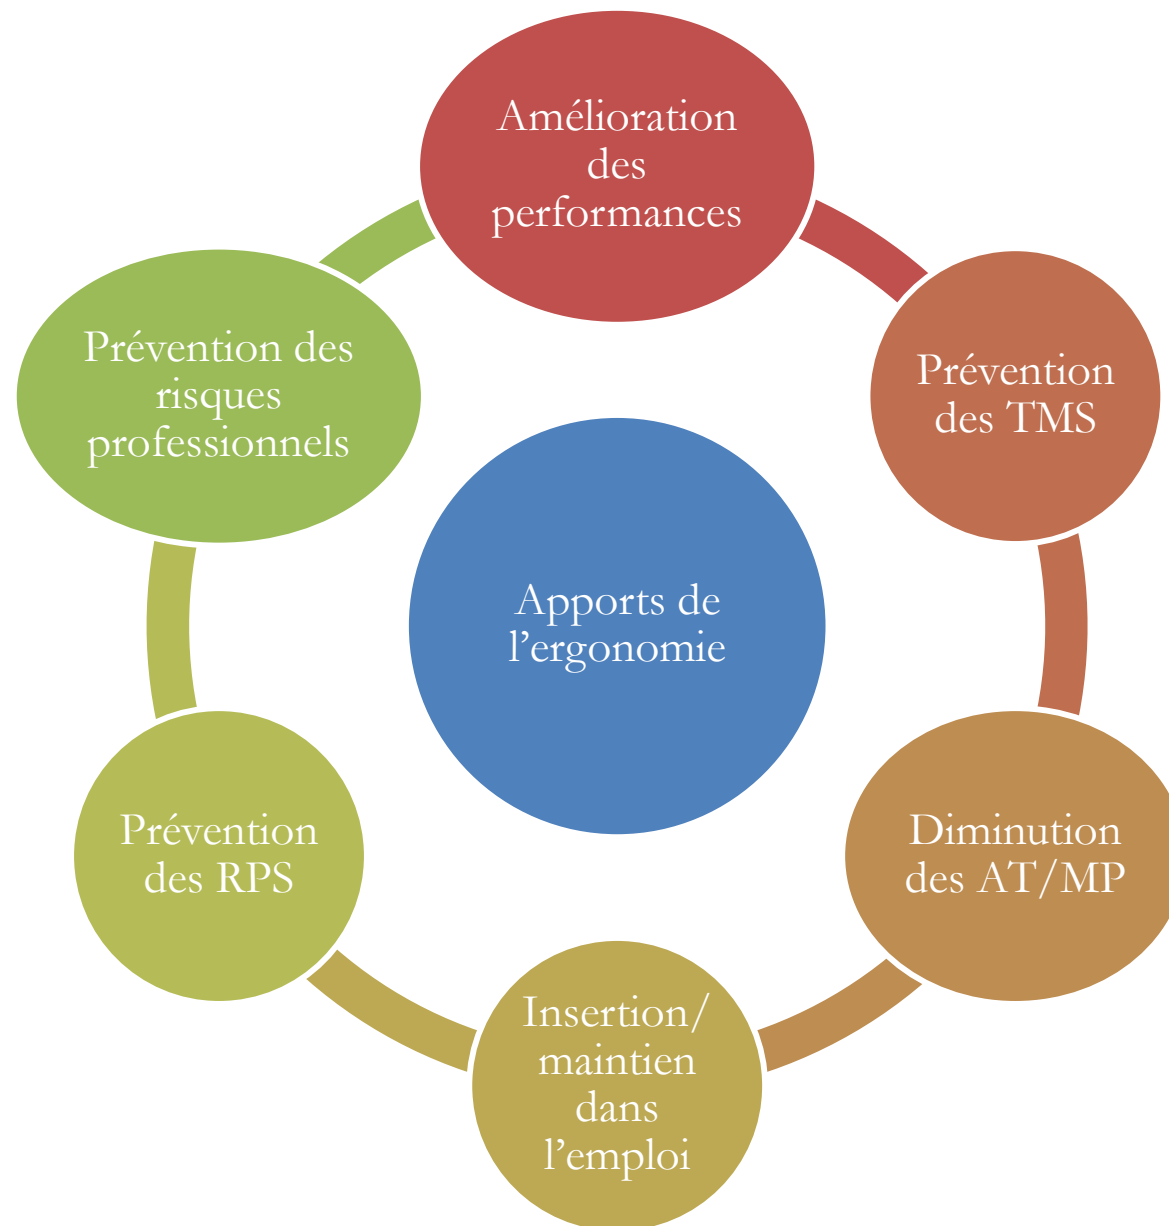 Amélioration
des
performances
Prévention
des TMS
Diminution
des AT/MP
Insertion/
maintien
dans
l’emploi
Prévention
des RPS
Prévention des
risques
professionnels
Apports de
l’ergonomie